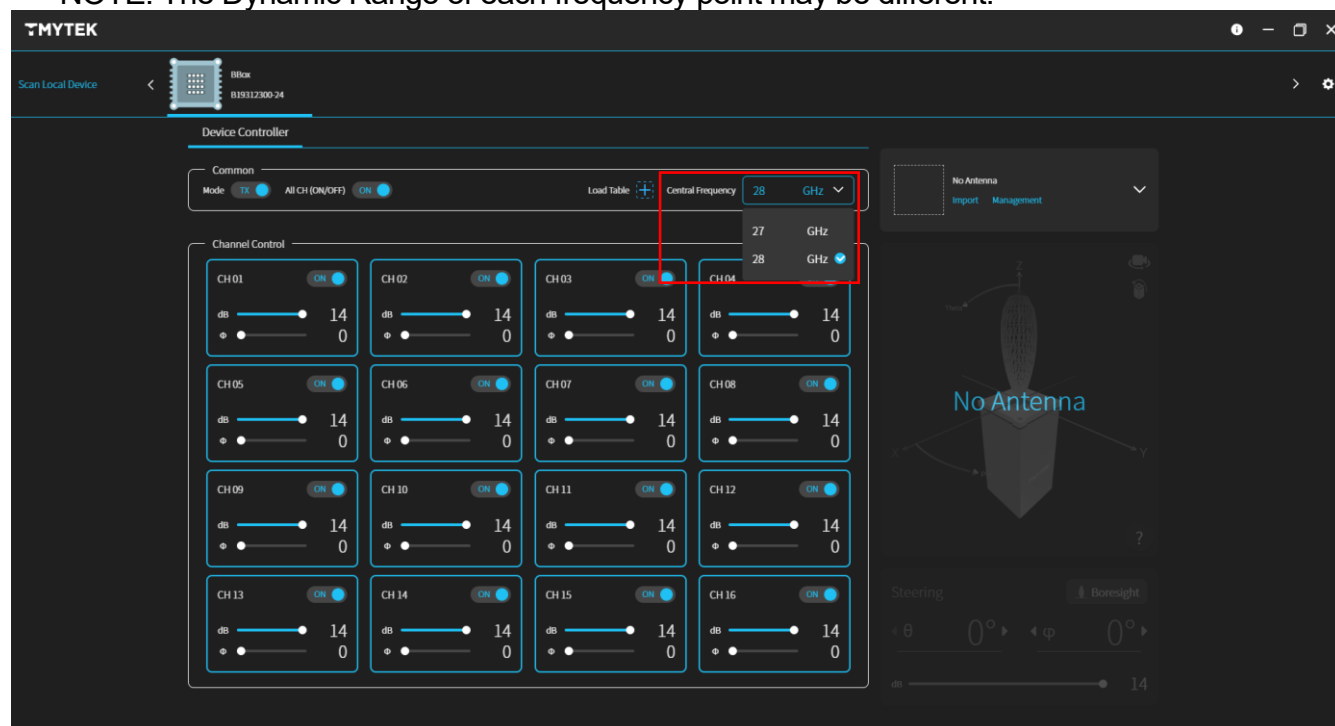 NOTE: The Dynamic Range of each frequency point may be different.
TMYTEK
Scan Local Device
BBox
B19312300-24
Device Controller
Common
Mode TX All CH (ON/OFF) ON Load Table Central Frequency 28 GHz
27 GHz
28 GHz
No Antenna
Import Management
Channel Control
CH 01 ON CH 02 ON CH 03 ON CH 04
dB 14 dB 14 dB 14 dB 14
Φ 0 Φ 0 Φ 0 Φ 0
CH 05 ON CH 06 ON CH 07 ON CH 08 ON
dB 14 dB 14 dB 14 dB 14
Φ 0 Φ 0 Φ 0 Φ 0
CH 09 ON CH 10 ON CH 11 ON CH 12 ON
dB 14 dB 14 dB 14 dB 14
Φ 0 Φ 0 Φ 0 Φ 0
CH 13 ON CH 14 ON CH 15 ON CH 16 ON
dB 14 dB 14 dB 14 dB 14
Φ 0 Φ 0 Φ 0 Φ 0
Z
No Antenna
X Y
?
Steering Boresight
θ 0° φ 0°
dB 14